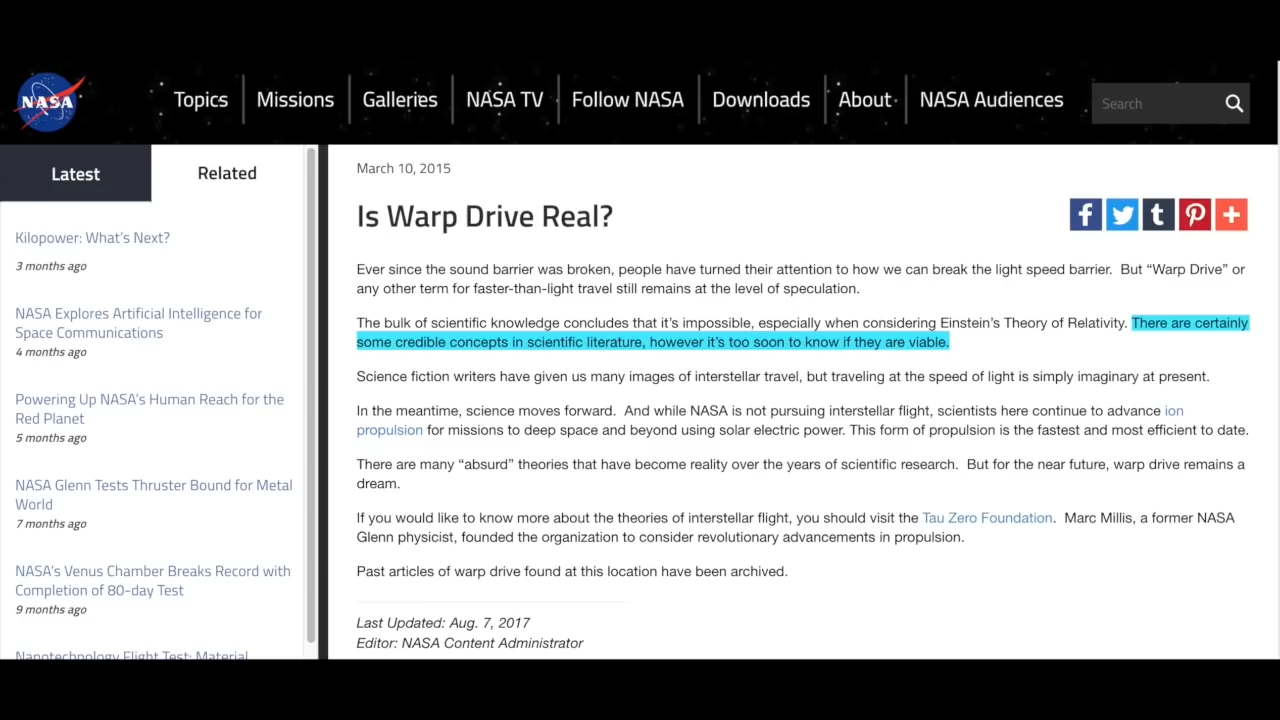 NASA
Topics
Missions
Galleries
NASA TV
Follow NASA
Downloads
About
NASA Audiences
Search
Latest
Related
Kilopower: What's Next?
3 months ago
NASA Explores Artificial Intelligence for
Space Communications
4 months ago
Powering Up NASA's Human Reach for the
Red Planet
5 months ago
NASA Glenn Tests Thruster Bound for Metal
World
7 months ago
NASA's Venus Chamber Breaks Record with
Completion of 80-day Test
9 months ago
Nanotechnology Flight Test: Material
March 10, 2015
Is Warp Drive Real?
Ever since the sound barrier was broken, people have turned their attention to how we can break the light speed barrier.  But “Warp Drive” or
any other term for faster-than-light travel still remains at the level of speculation.
The bulk of scientific knowledge concludes that it’s impossible, especially when considering Einstein’s Theory of Relativity. There are certainly
some credible concepts in scientific literature, however it’s too soon to know if they are viable.
Science fiction writers have given us many images of interstellar travel, but traveling at the speed of light is simply imaginary at present.
In the meantime, science moves forward.  And while NASA is not pursuing interstellar flight, scientists here continue to advance ion
propulsion for missions to deep space and beyond using solar electric power. This form of propulsion is the fastest and most efficient to date.
There are many “absurd” theories that have become reality over the years of scientific research.  But for the near future, warp drive remains a
dream.
If you would like to know more about the theories of interstellar flight, you should visit the Tau Zero Foundation.  Marc Millis, a former NASA
Glenn physicist, founded the organization to consider revolutionary advancements in propulsion.
Past articles of warp drive found at this location have been archived.
Last Updated: Aug. 7, 2017
Editor: NASA Content Administrator